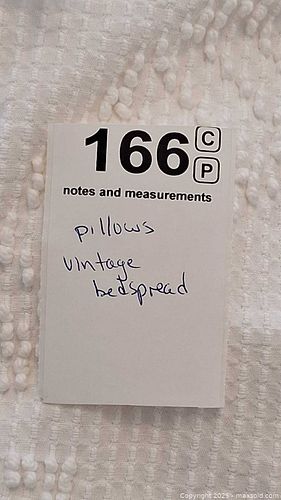 166 C
P
notes and measurements
pillows
vintage
bedspread
Copyright 2025 - maxsold.com